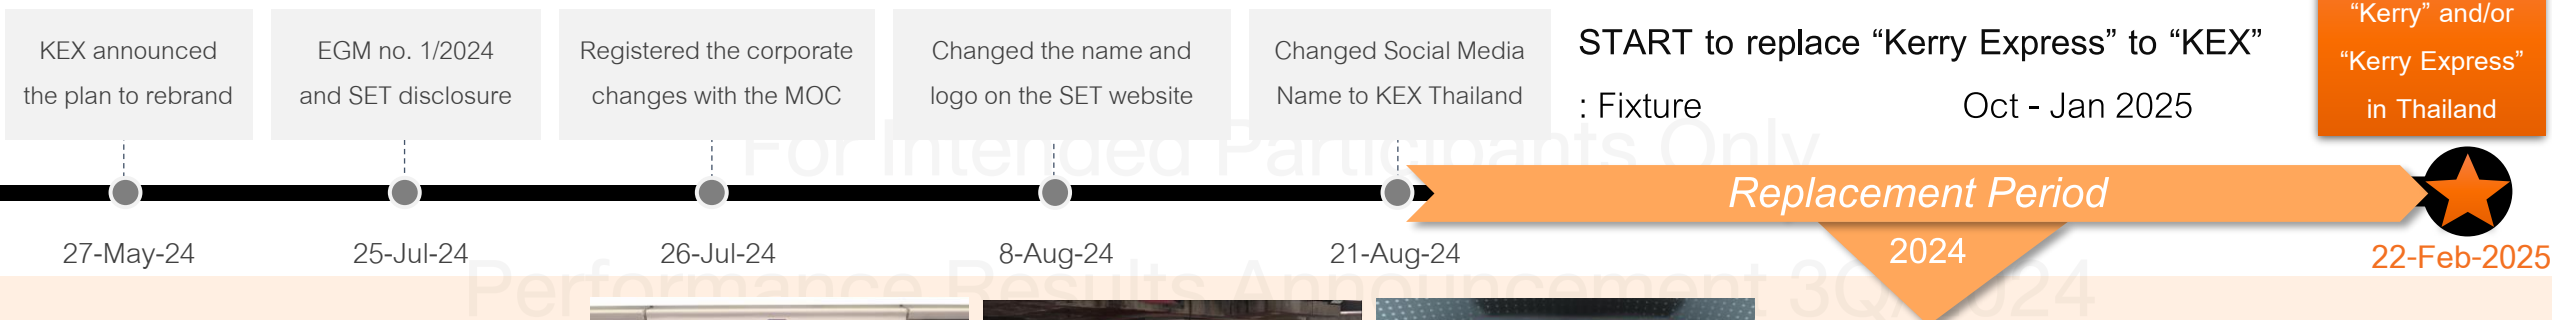 KEX announced
the plan to rebrand
EGM no. 1/2024
and SET disclosure
Registered the corporate
changes with the MOC
Changed the name and
logo on the SET website
Changed Social Media
Name to KEX Thailand
START to replace “Kerry Express” to “KEX”
: Fixture Oct - Jan 2025
“Kerry” and/or
“Kerry Express”
in Thailand
For Intended Participants Only
Replacement Period
27-May-24
25-Jul-24
26-Jul-24
8-Aug-24
21-Aug-24
2024
22-Feb-2025
Performance Results Announcement 3Q/2024